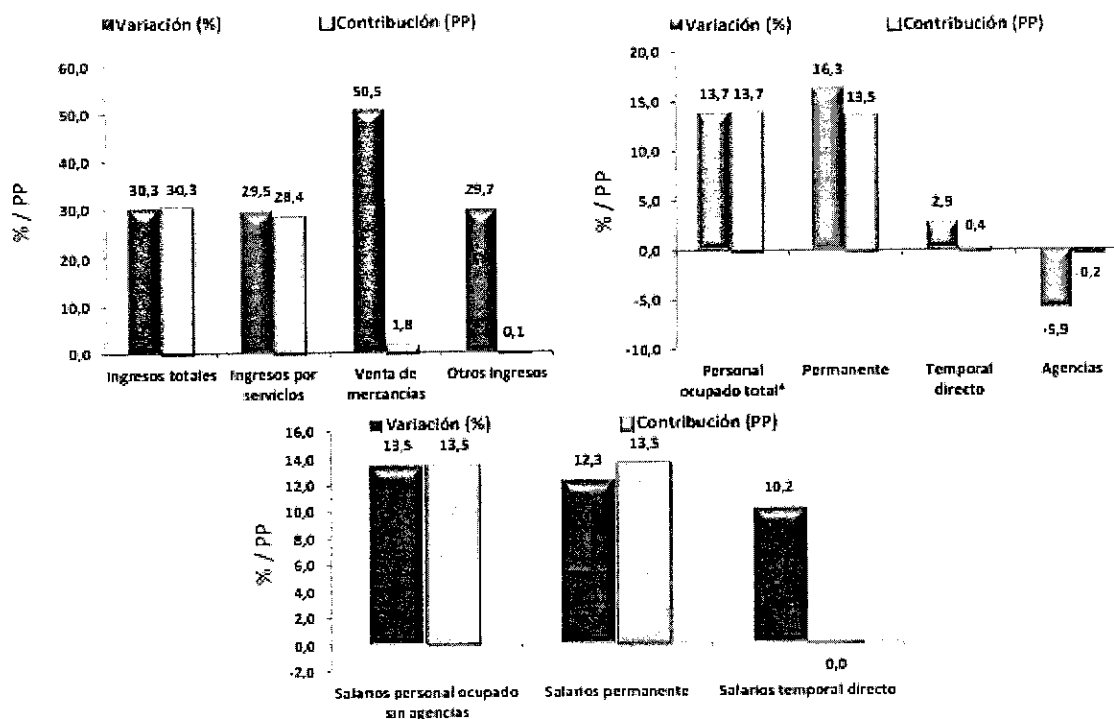 Variación (%) Contribución (PP)
60,0
50,0
40,0
30,0
20,0
10,0
0,0
% / PP
30,3 30,3
29,5 28,4
50,5
1,8
29,7
0,1
Ingresos totales
Ingresos por
servicios
Venta de
mercancías
Otros ingresos
Variación (%) Contribución (PP)
20,0
15,0
10,0
5,0
0,0
-5,0
-10,0
% / PP
13,7 13,7
16,3
13,5
2,9
0,4
-5,9
-0,2
Personal
ocupado total*
Permanente
Temporal
directo
Agencias
Variación (%) Contribución (PP)
16,0
14,0
12,0
10,0
8,0
6,0
4,0
2,0
0,0
-2,0
% / PP
13,5 13,5
12,3
13,5
10,2
0,0
Salarios personal ocupado
sin agencias
Salarios permanente
Salarios temporal directo